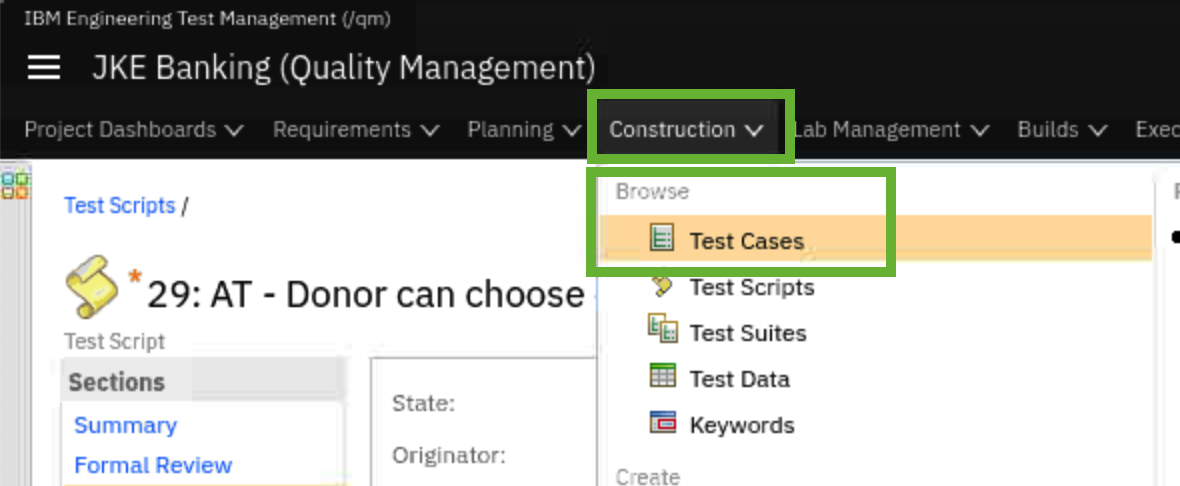 IBM Engineering Test Management (/qm)
JKE Banking (Quality Management)
Project Dashboards Requirements Planning Construction Lab Management Builds
Test Scripts /
* 29: AT - Donor can choose
Test Script
Sections
Summary
Formal Review
State:
Originator:
Browse
Test Cases
Test Scripts
Test Suites
Test Data
Keywords
Create